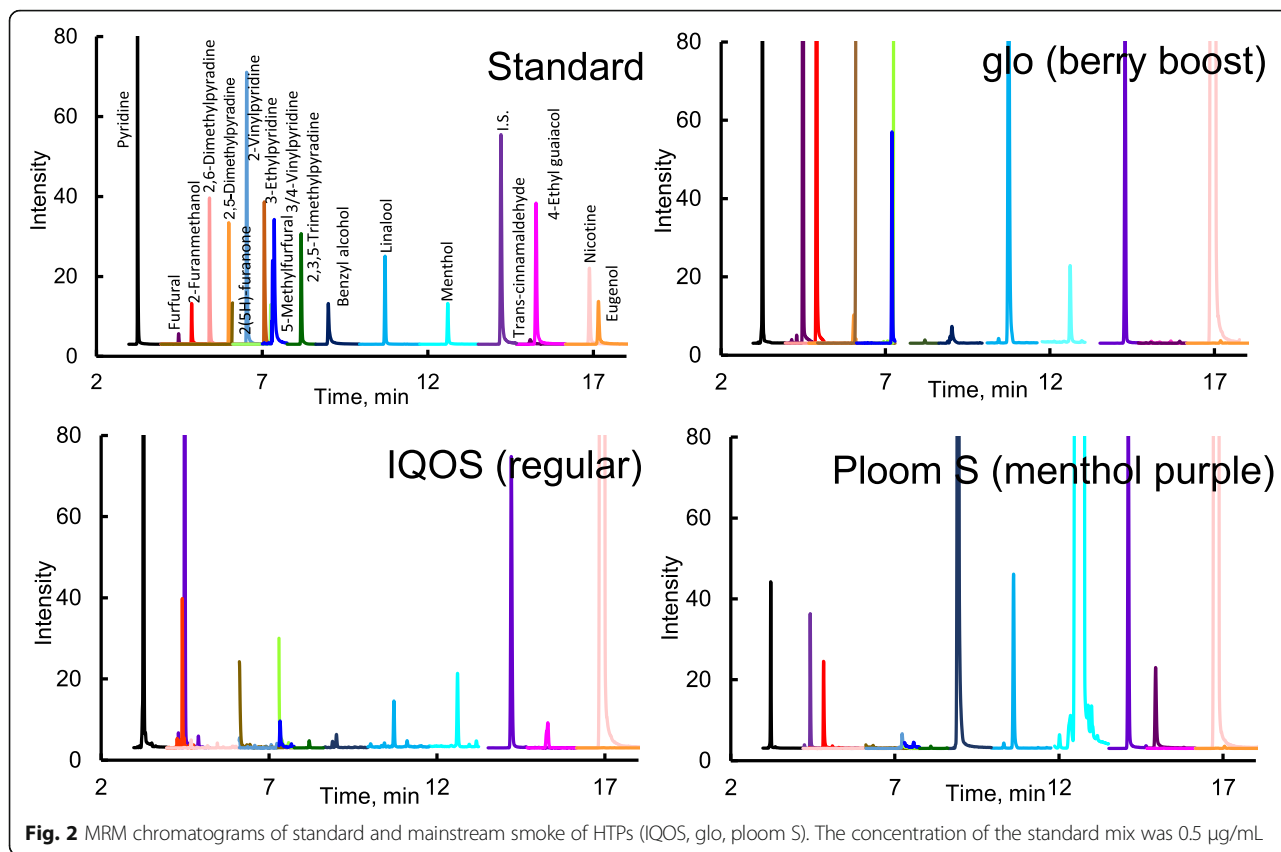 Standard
80
60
40
20
0
Intensity
2
7
12
17
Time, min
Pyridine
Furfural
2-Furanmethanol
2,6-Dimethylpyradine
2,5-Dimethylpyradine
2(5H)-furanone
2-Vinylpyridine
3-Ethylpyridine
5-Methylfurfural
3/4-Vinylpyridine
2,3,5-Trimethylpyradine
Benzyl alcohol
Linalool
Menthol
I.S.
Trans-cinnamaldehyde
4-Ethyl guaiacol
Nicotine
Eugenol
glo (berry boost)
80
60
40
20
0
Intensity
2
7
12
17
Time, min
IQOS (regular)
80
60
40
20
0
Intensity
2
7
12
17
Time, min
Ploom S (menthol purple)
80
60
40
20
0
Intensity
2
7
12
17
Time, min
Fig. 2 MRM chromatograms of standard and mainstream smoke of HTPs (IQOS, glo, ploom S). The concentration of the standard mix was 0.5 μg/mL